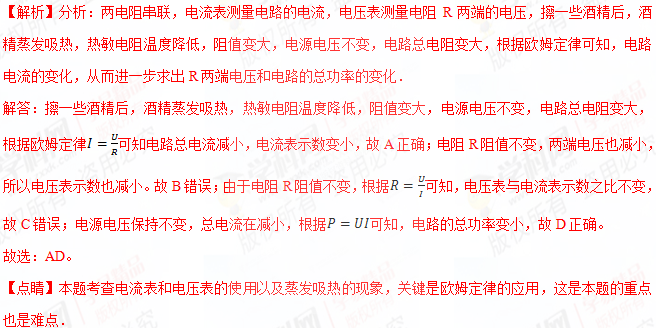 【解析】分析：两电阻串联，电流表测量电路的电流，电压表测量电阻 R 两端的电压，擦一些酒精后，酒
精蒸发吸热，热敏电阻温度降低，阻值变大，电源电压不变，电路总电阻变大，根据欧姆定律可知，电路
电流的变化，从而进一步求出 R 两端电压和电路的总功率的变化．
解答：擦一些酒精后，酒精蒸发吸热，热敏电阻温度降低，阻值变大，电源电压不变，电路总电阻变大，
根据欧姆定律I = U/R可知电路总电流减小，电流表示数变小，故 A 正确；电阻 R 阻值不变，两端电压也减小，
所以电压表示数也减小。故 B 错误；由于电阻 R 阻值不变，根据R = U/I可知，电压表与电流表示数之比不变，
故 C 错误；电源电压保持不变，总电流在减小，根据P = UI可知，电路的总功率变小，故 D 正确。
故选：AD。
【点睛】本题考查电流表和电压表的使用以及蒸发吸热的现象，关键是欧姆定律的应用，这是本题的重点
也是难点．